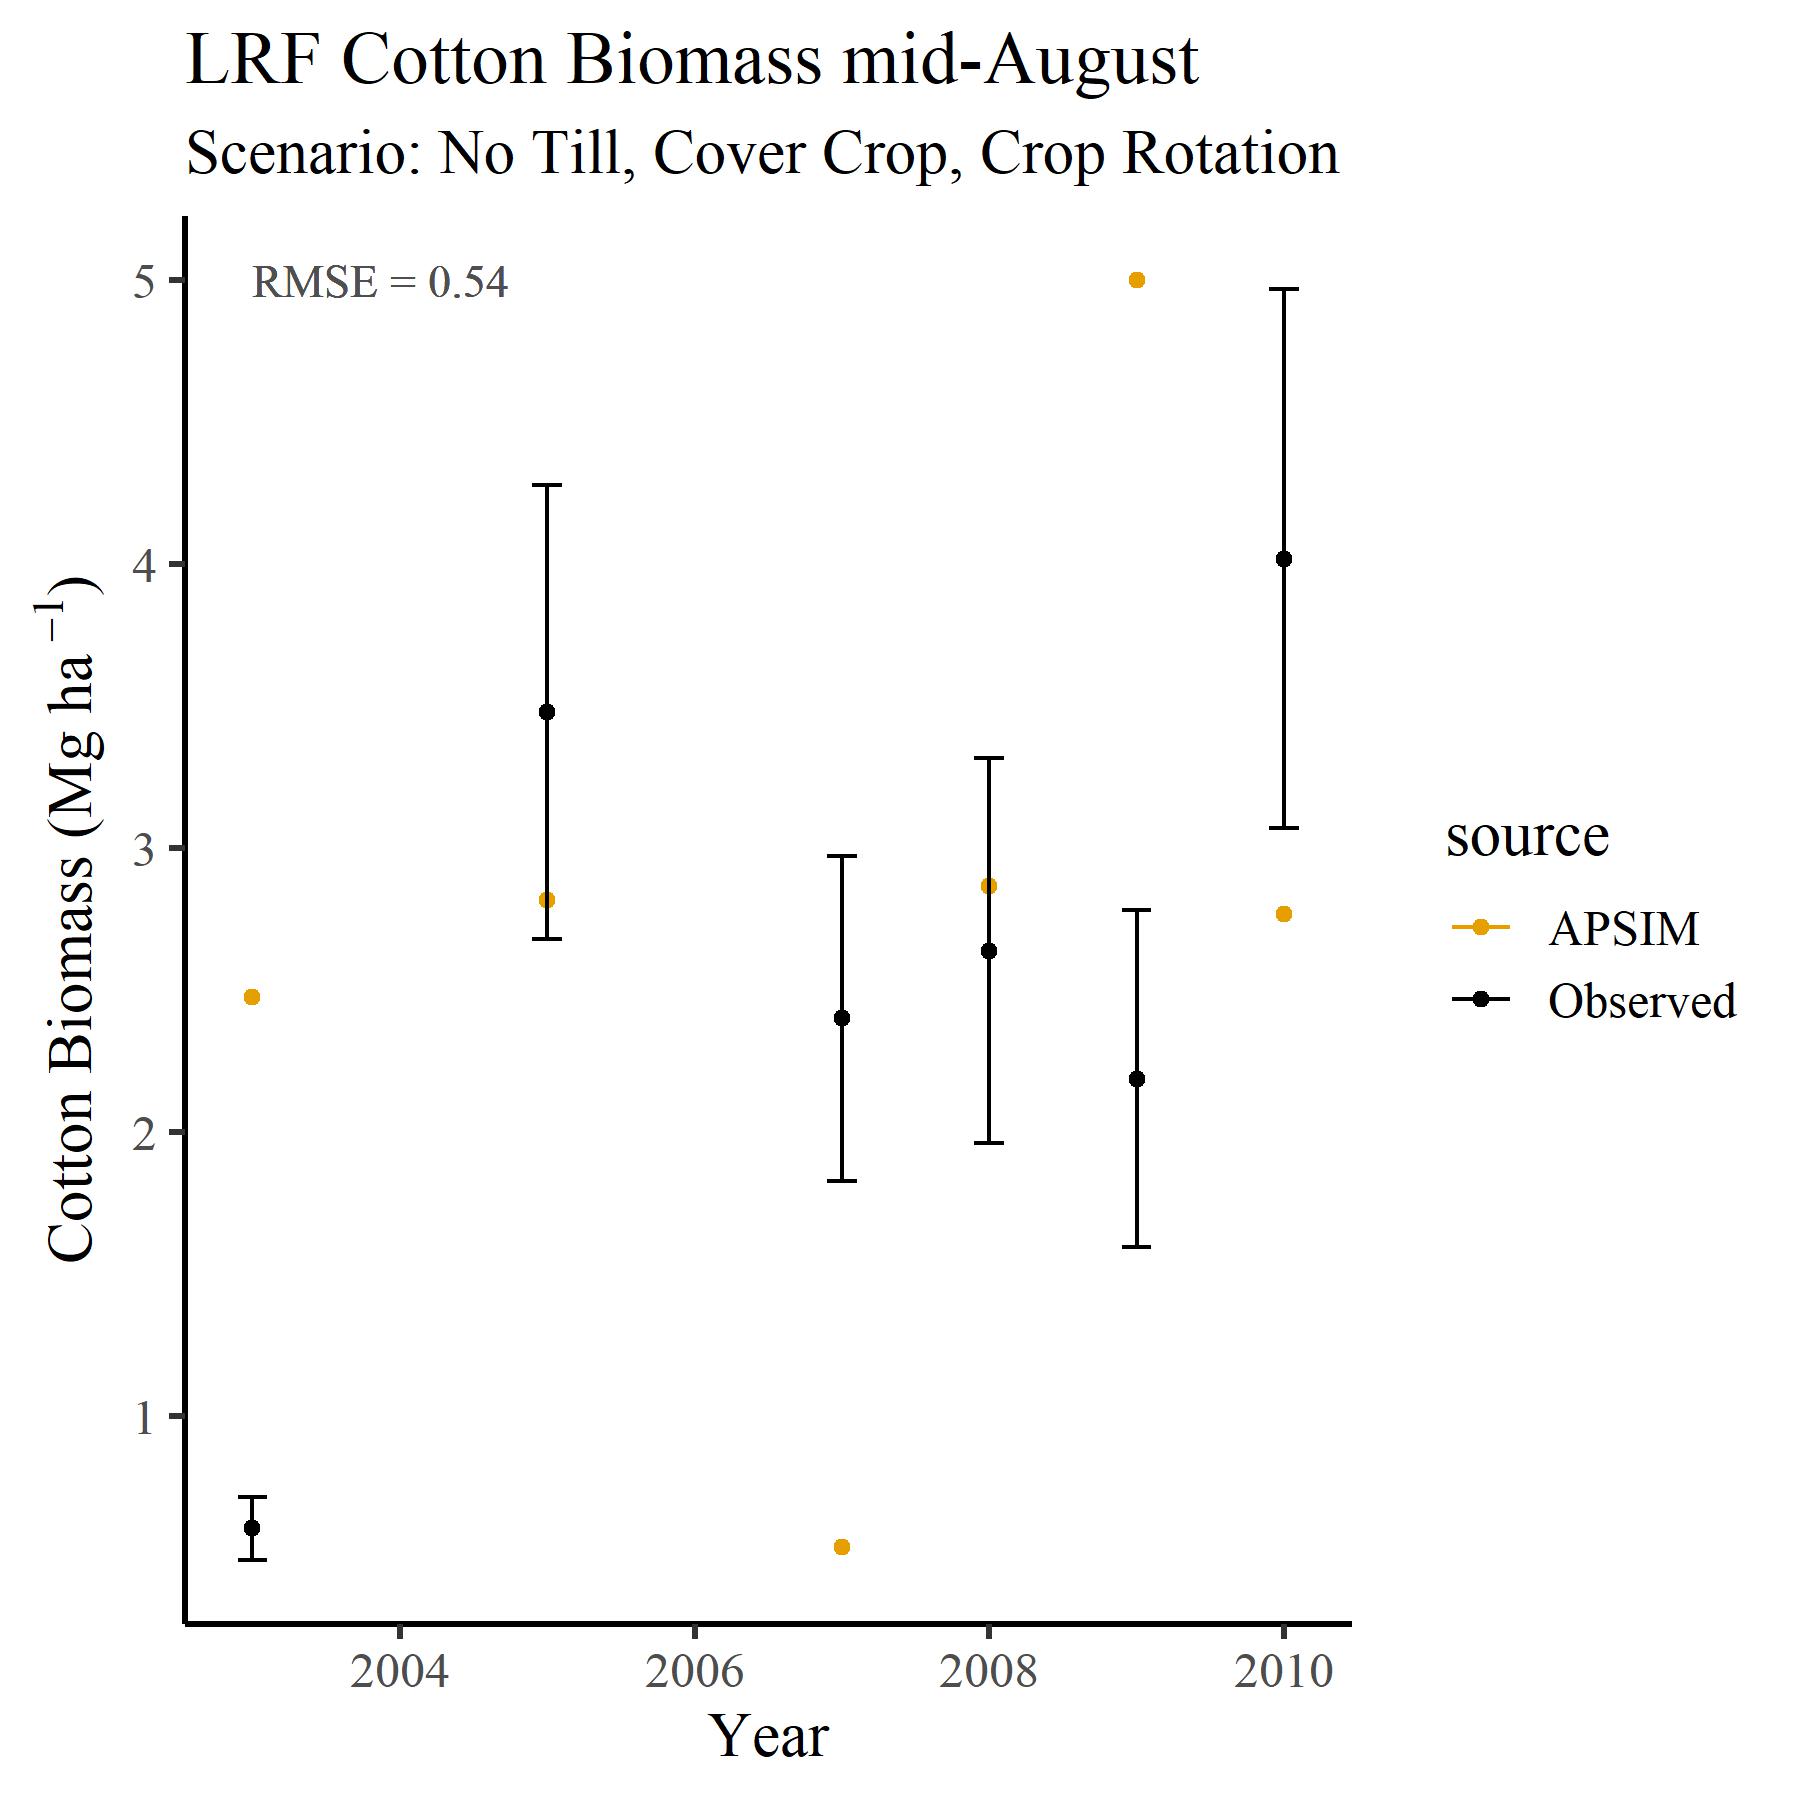 LRF Cotton Biomass mid-August
Scenario: No Till, Cover Crop, Crop Rotation
RMSE = 0.54
5
4
3
2
1
Cotton Biomass (Mg ha −1)
2004 2006 2008 2010
Year
source
APSIM
Observed